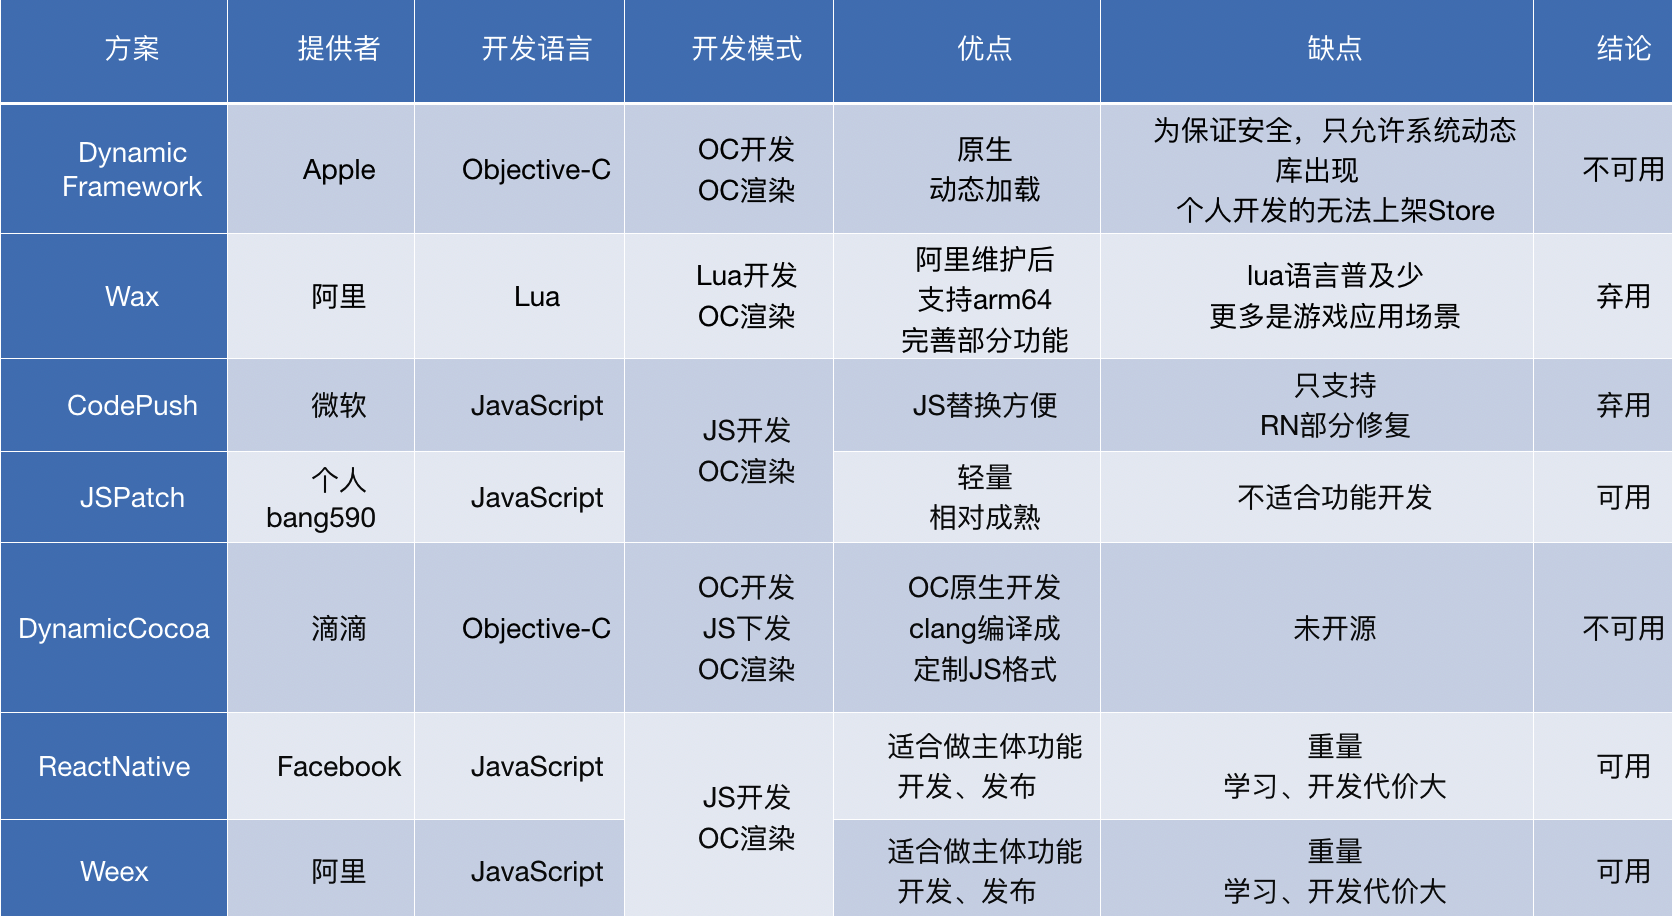 方案
提供者
开发语言
开发模式
优点
缺点
结论
Dynamic
Framework
Apple
Objective-C
OC开发
OC渲染
原生
动态加载
为保证安全，只允许系统动态
库出现
个人开发的无法上架Store
不可用
Wax
阿里
Lua
Lua开发
OC渲染
阿里维护后
支持arm64
完善部分功能
lua语言普及少
更多是游戏应用场景
弃用
CodePush
微软
JavaScript
JS开发
OC渲染
JS替换方便
只支持
RN部分修复
弃用
JSPatch
个人
bang590
JavaScript
轻量
相对成熟
不适合功能开发
可用
DynamicCocoa
滴滴
Objective-C
OC开发
JS下发
OC渲染
OC原生开发
clang编译成
定制JS格式
未开源
不可用
ReactNative
Facebook
JavaScript
JS开发
OC渲染
适合做主体功能
开发、发布
重量
学习、开发代价大
可用
Weex
阿里
JavaScript
适合做主体功能
开发、发布
重量
学习、开发代价大
可用